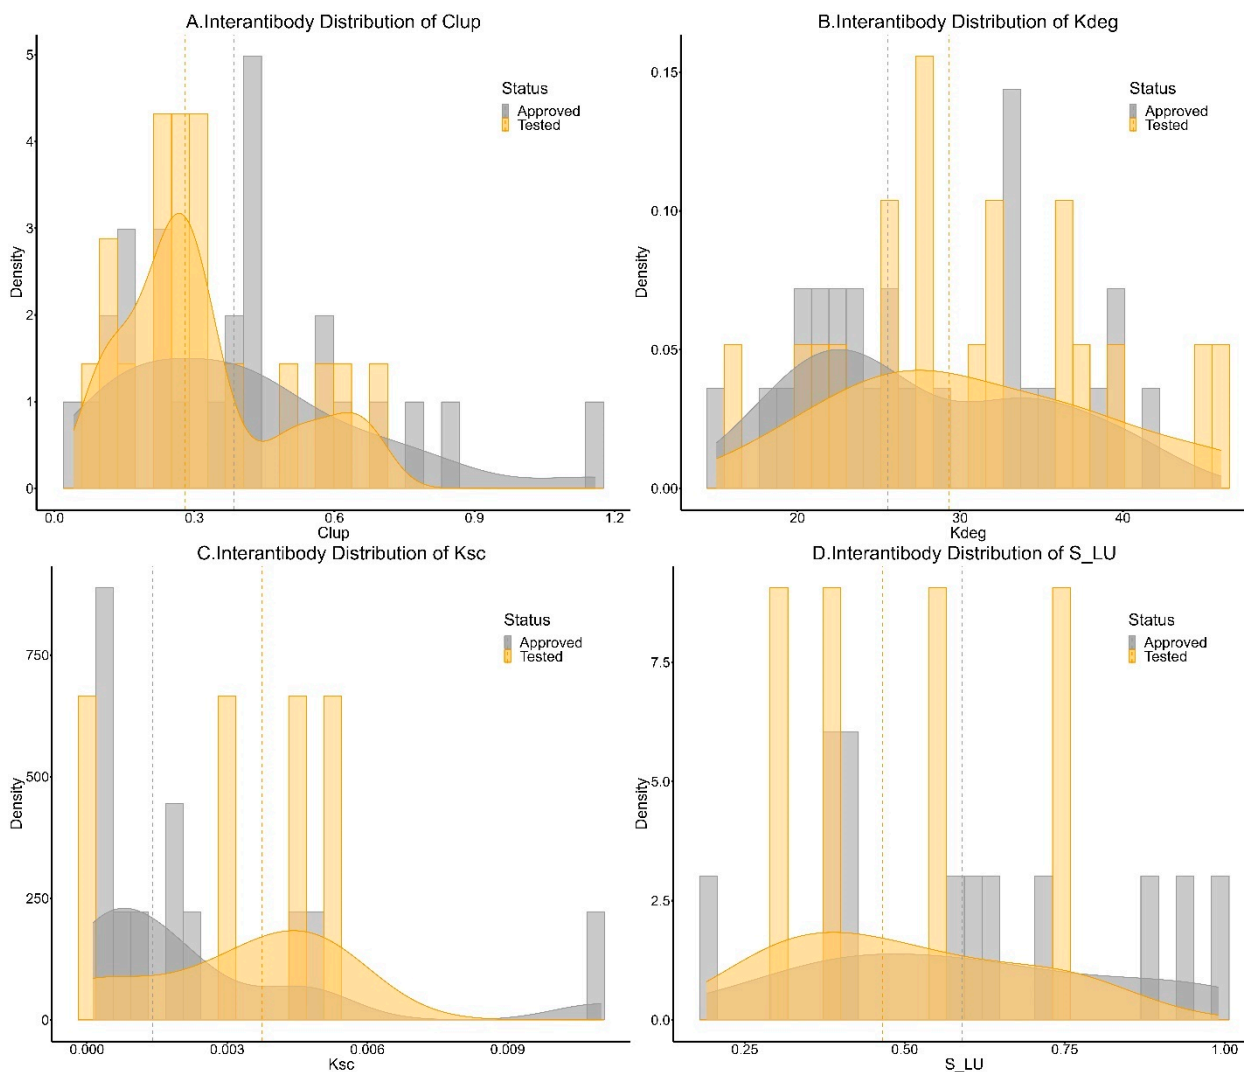 A.Interantibody Distribution of Clup
5
4
3
2
1
0
Density
0.0
0.3
0.6
0.9
1.2
Clup
Status
Approved
Tested
B.Interantibody Distribution of Kdeg
0.15
0.10
0.05
0.00
Density
20
30
40
Kdeg
Status
Approved
Tested
C.Interantibody Distribution of Ksc
750
500
250
0
Density
0.000
0.003
0.006
0.009
Ksc
Status
Approved
Tested
D.Interantibody Distribution of S_LU
7.5
5.0
2.5
0.0
Density
0.25
0.50
0.75
1.00
S_LU
Status
Approved
Tested